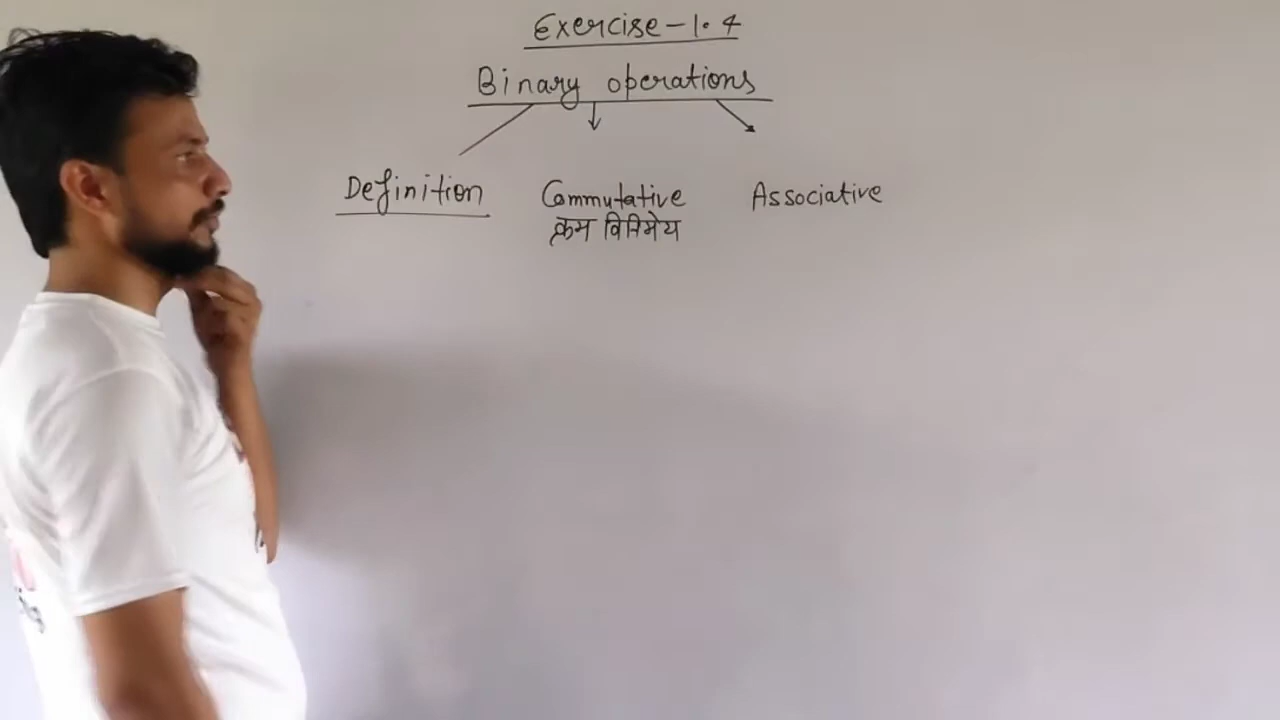 Exercise - 1.4
Binary operations
Definition Commutative Associative
क्रम विनिमेय